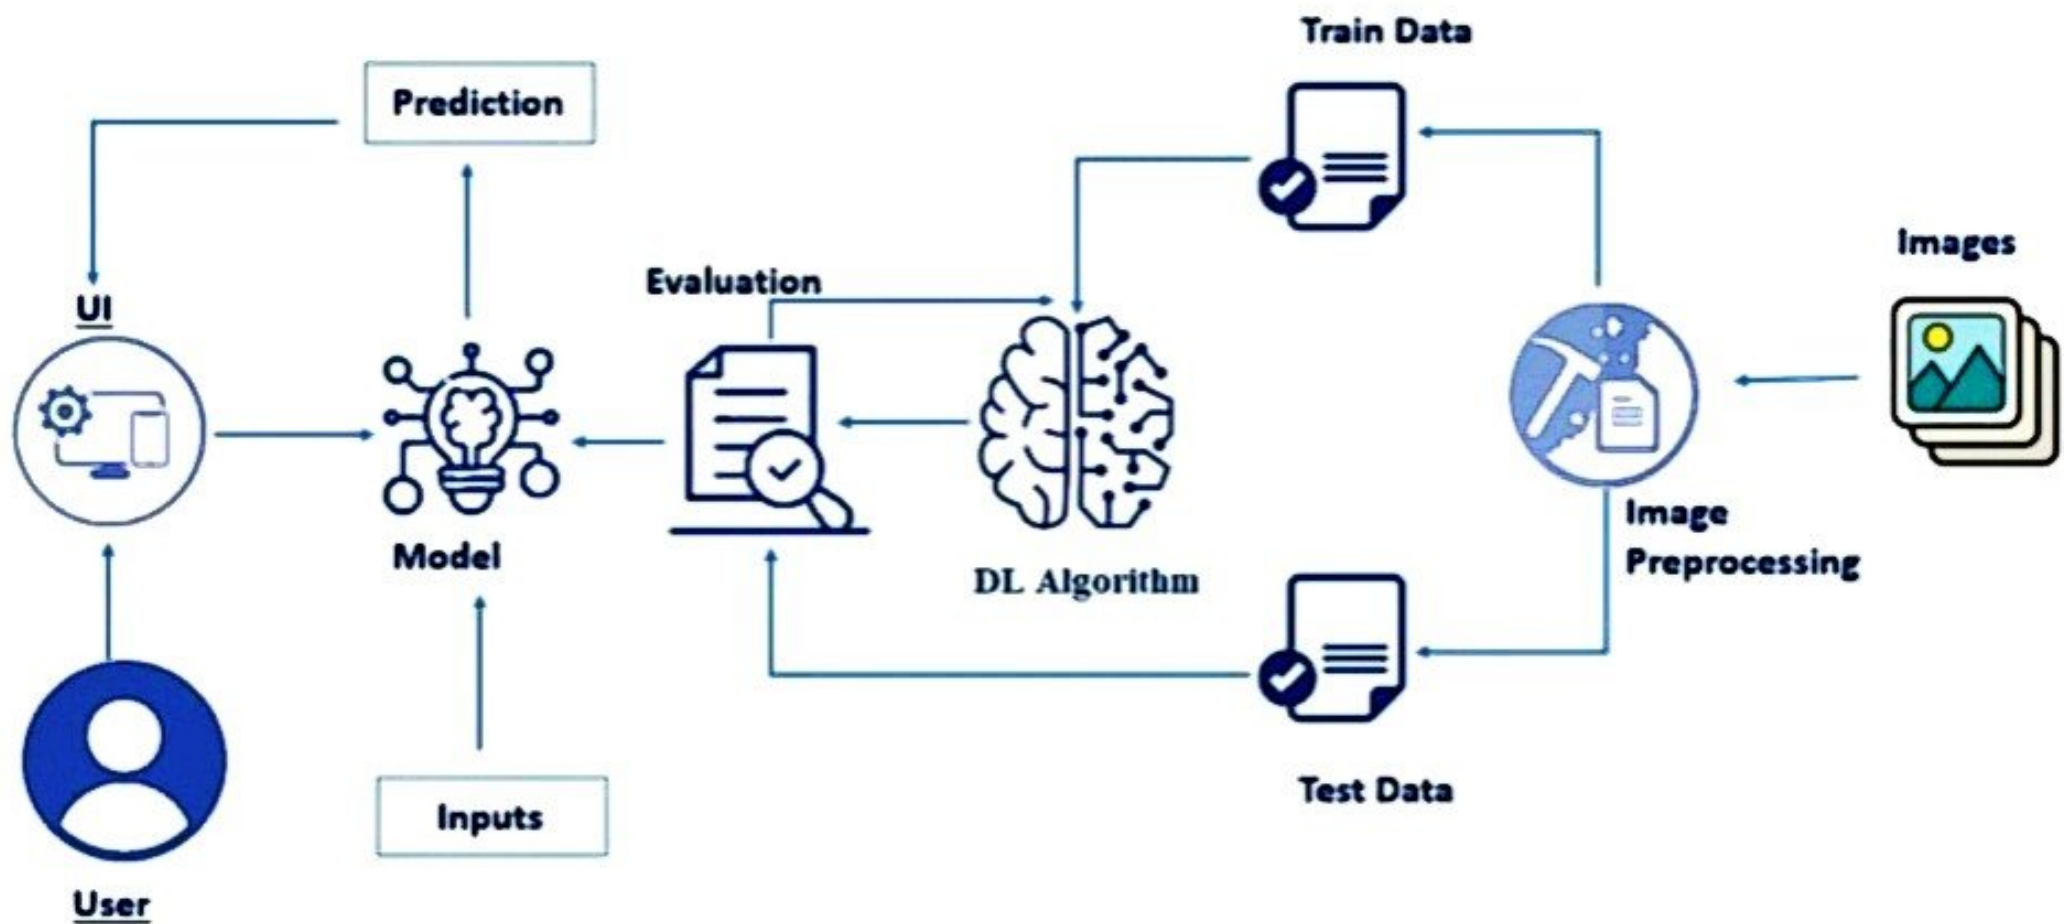 Train Data
Prediction
Images
Evaluation
UI
Image
Preprocessing
Model
DL Algorithm
Test Data
Inputs
User